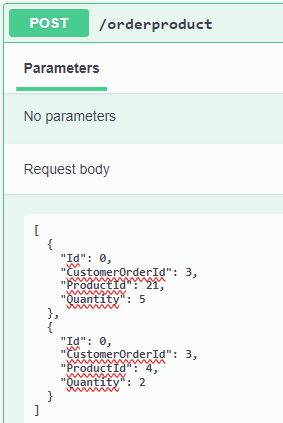 POST /orderproduct
Parameters
No parameters
Request body
[
  {
    "Id": 0,
    "CustomerOrderId": 3,
    "ProductId": 21,
    "Quantity": 5
  },
  {
    "Id": 0,
    "CustomerOrderId": 3,
    "ProductId": 4,
    "Quantity": 2
  }
]